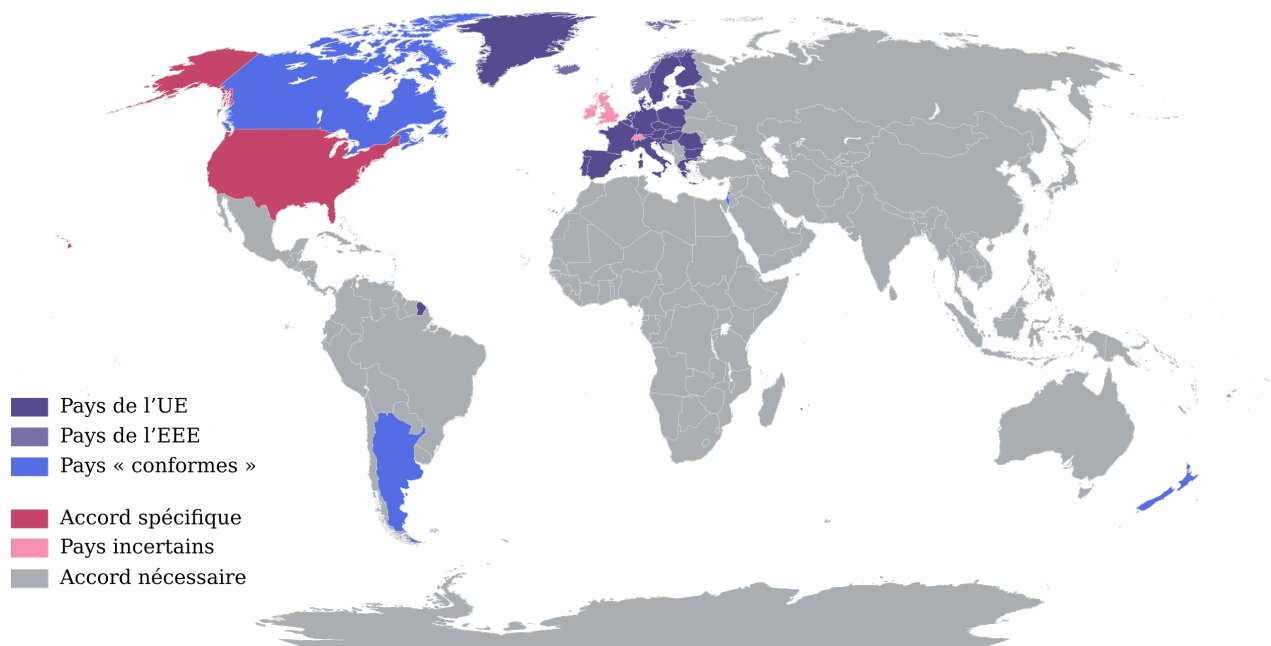 Pays de l’UE
Pays de l’EEE
Pays « conformes »
Accord spécifique
Pays incertains
Accord nécessaire